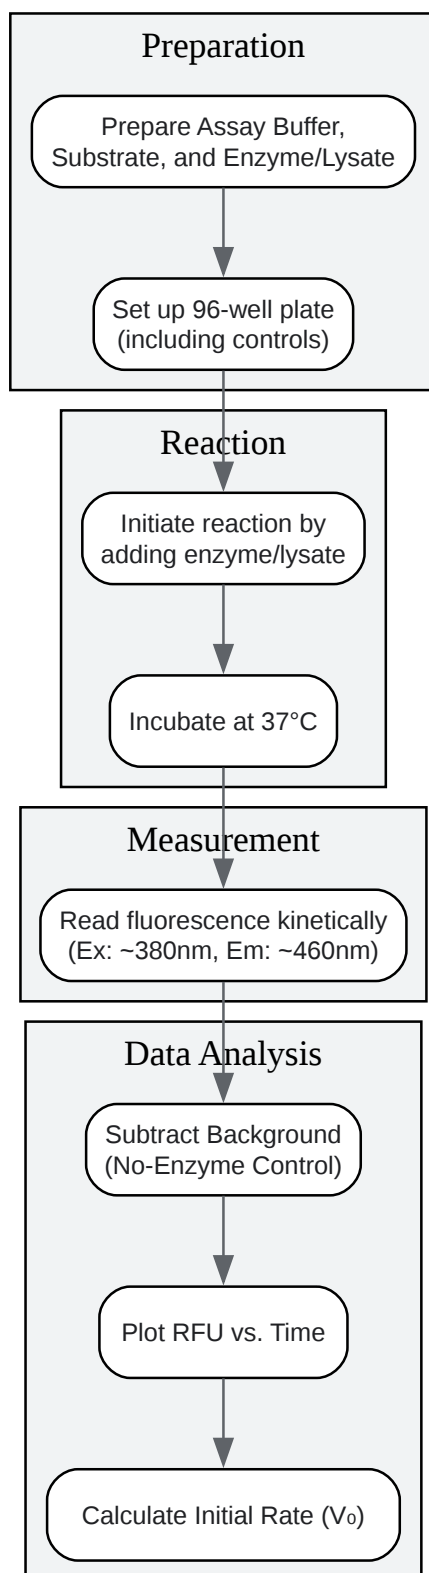 Preparation
Prepare Assay Buffer,
Substrate, and Enzyme/Lysate
Set up 96-well plate
(including controls)
Reaction
Initiate reaction by
adding enzyme/lysate
Incubate at 37°C
Measurement
Read fluorescence kinetically
(Ex: ~380nm, Em: ~460nm)
Data Analysis
Subtract Background
(No-Enzyme Control)
Plot RFU vs. Time
Calculate Initial Rate (V₀)